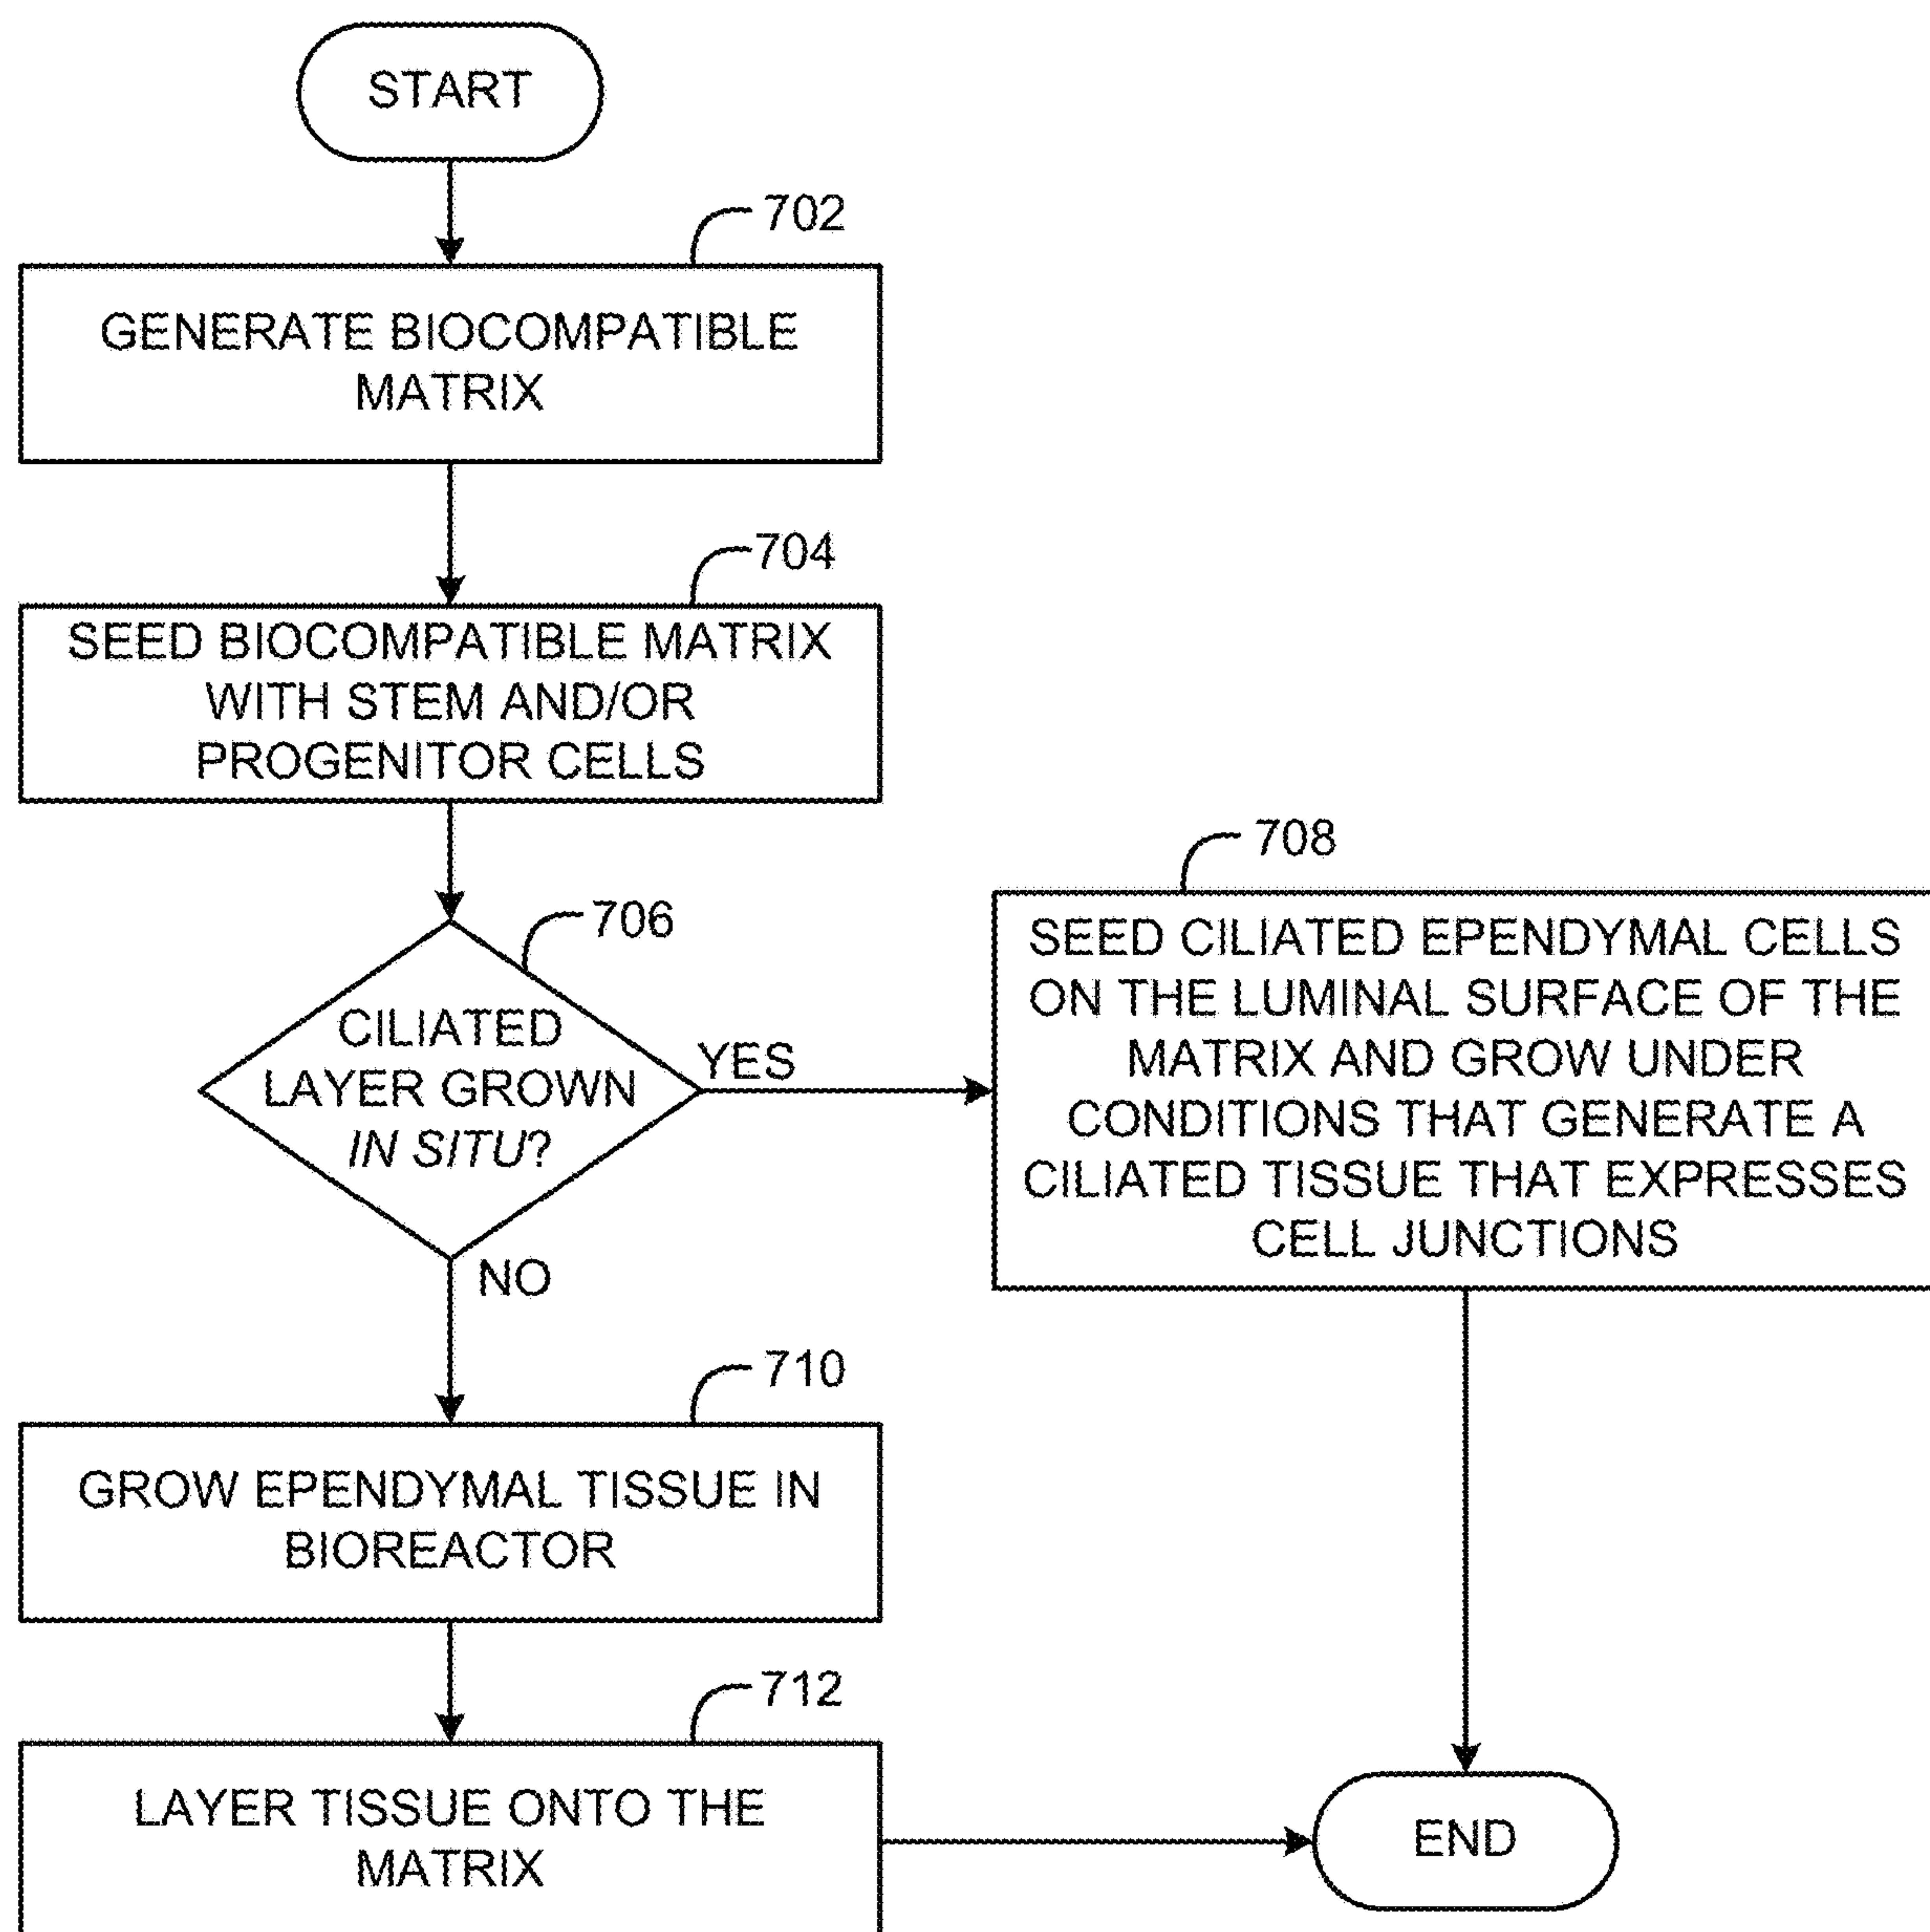 START
702
GENERATE BIOCOMPATIBLE
MATRIX
704
SEED BIOCOMPATIBLE MATRIX
WITH STEM AND/OR
PROGENITOR CELLS
706
CILIATED
LAYER GROWN
IN SITU?
YES
NO
708
SEED CILIATED EPENDYMAL CELLS
ON THE LUMINAL SURFACE OF THE
MATRIX AND GROW UNDER
CONDITIONS THAT GENERATE A
CILIATED TISSUE THAT EXPRESSES
CELL JUNCTIONS
710
GROW EPENDYMAL TISSUE IN
BIOREACTOR
712
LAYER TISSUE ONTO THE
MATRIX
END